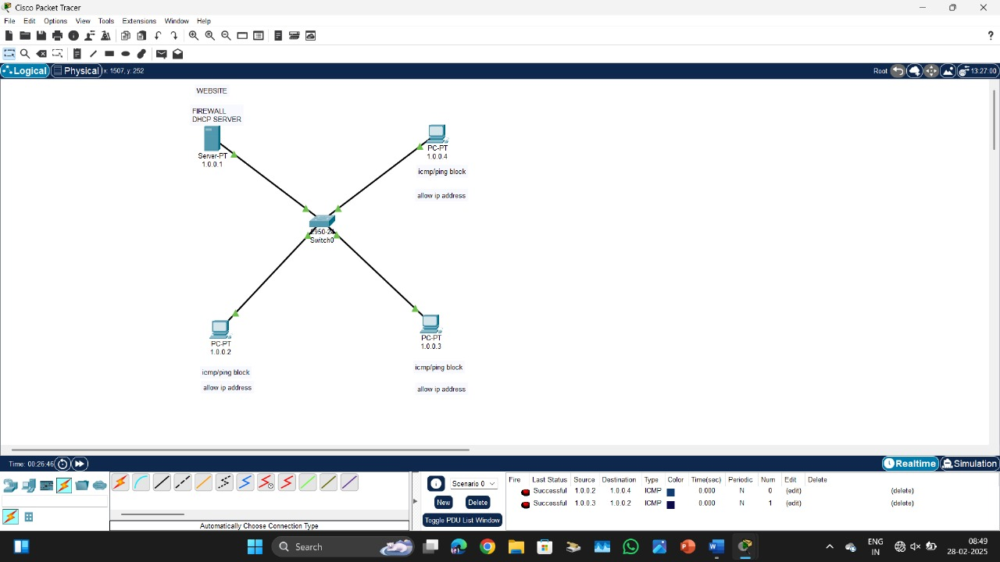 Cisco Packet Tracer
File Edit Options View Tools Extensions Window Help
?
Logical Physical x: 1507, y: 252 Root 13:27:00
WEBSITE
FIREWALL
DHCP SERVER
Server-PT
1.0.0.1
PC-PT
1.0.0.4
icmp/ping block
allow ip address
2950-24
Switch0
PC-PT
1.0.0.2
icmp/ping block
allow ip address
PC-PT
1.0.0.3
icmp/ping block
allow ip address
Time: 00:26:46 Realtime Simulation
Automatically Choose Connection Type
Scenario 0
New Delete
Toggle PDU List Window
Fire Last Status Source Destination Type Color Time(sec) Periodic Num Edit Delete
Successful 1.0.0.2 1.0.0.4 ICMP 0.000 N 0 (edit) (delete)
Successful 1.0.0.3 1.0.0.2 ICMP 0.000 N 1 (edit) (delete)
Search
ENG
IN
08:49
28-02-2025